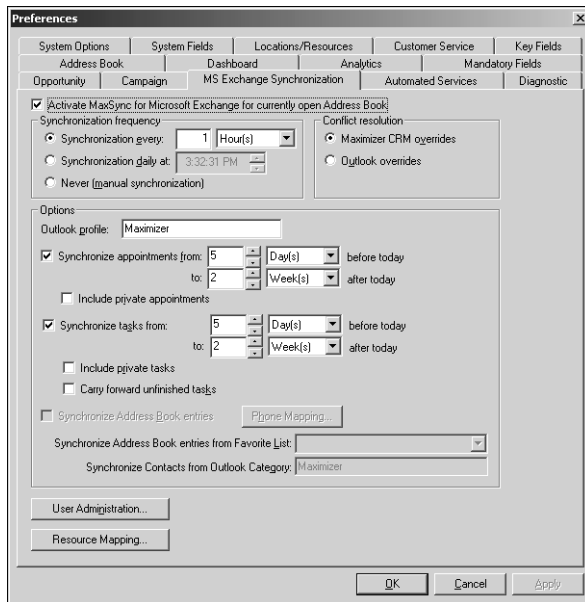 Preferences
System Options System Fields Locations/Resources Customer Service Key Fields
Address Book Dashboard Analytics Mandatory Fields
Opportunity Campaign MS Exchange Synchronization Automated Services Diagnostic
Activate MaxSync for Microsoft Exchange for currently open Address Book
Synchronization frequency Conflict resolution
Synchronization every: 1 Hour(s) Maximizer CRM overrides
Synchronization daily at: 3:32:31 PM Outlook overrides
Never (manual synchronization)
Options
Outlook profile: Maximizer
Synchronize appointments from: 5 Day(s) before today
to: 2 Week(s) after today
Include private appointments
Synchronize tasks from: 5 Day(s) before today
to: 2 Week(s) after today
Include private tasks
Carry forward unfinished tasks
Synchronize Address Book entries Phone Mapping...
Synchronize Address Book entries from Favorite List:
Synchronize Contacts from Outlook Category: Maximizer
User Administration...
Resource Mapping...
OK Cancel Apply